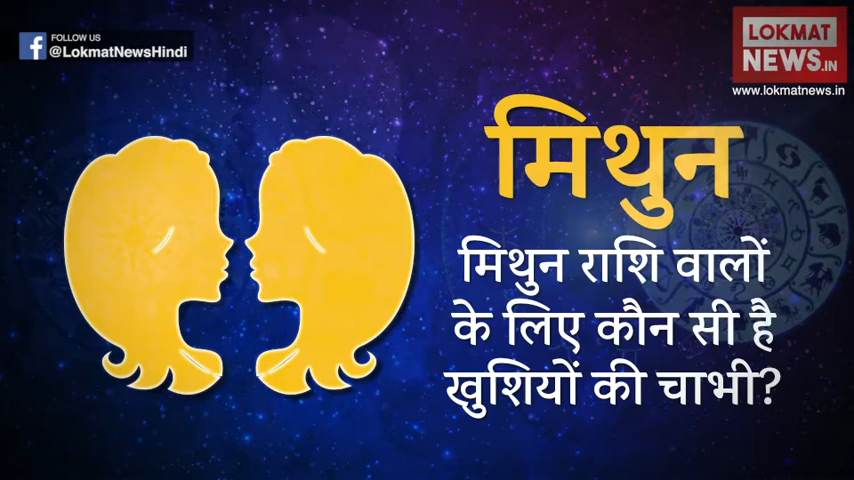 FOLLOW US
@LokmatNewsHindi
LOKMAT
NEWS.IN
www.lokmatnews.in
मिथुन
मिथुन राशि वालों
के लिए कौन सी है
खुशियों की चाभी?